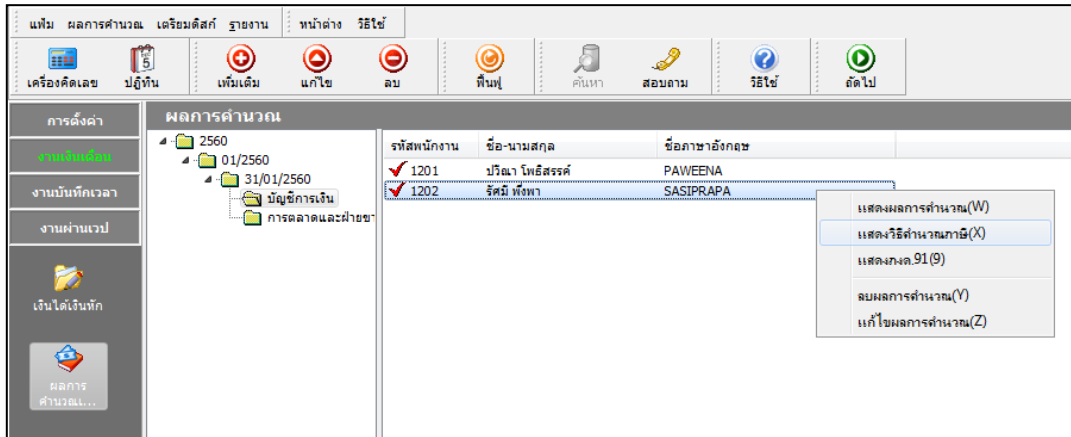 แฟ้ม ผลการคำนวณ เตรียมดิสก์ รายงาน หน้าต่าง วิธีใช้
เครื่องคิดเลข ปฏิทิน เพิ่มเติม แก้ไข ลบ ฟื้นฟู ค้นหา สอบถาม วิธีใช้ ถัดไป
การตั้งค่า
งานเงินเดือน
งานบันทึกเวลา
งานผ่านเวป
เงินได้เงินหัก
ผลการ
คำนวณเ...
ผลการคำนวณ
2560
01/2560
31/01/2560
บัญชีการเงิน
การตลาดและฝ่ายขา
รหัสพนักงาน ชื่อ-นามสกุล ชื่อภาษาอังกฤษ
1201 ปวีณา โพธิสรรค์ PAWEENA
1202 รัศมี พึ่งพา SASIPRAPA
แสดงผลการคำนวณ(W)
แสดงวิธีคำนวณภาษี(X)
แสดงภงด.91(9)
ลบผลการคำนวณ(Y)
แก้ไขผลการคำนวณ(Z)